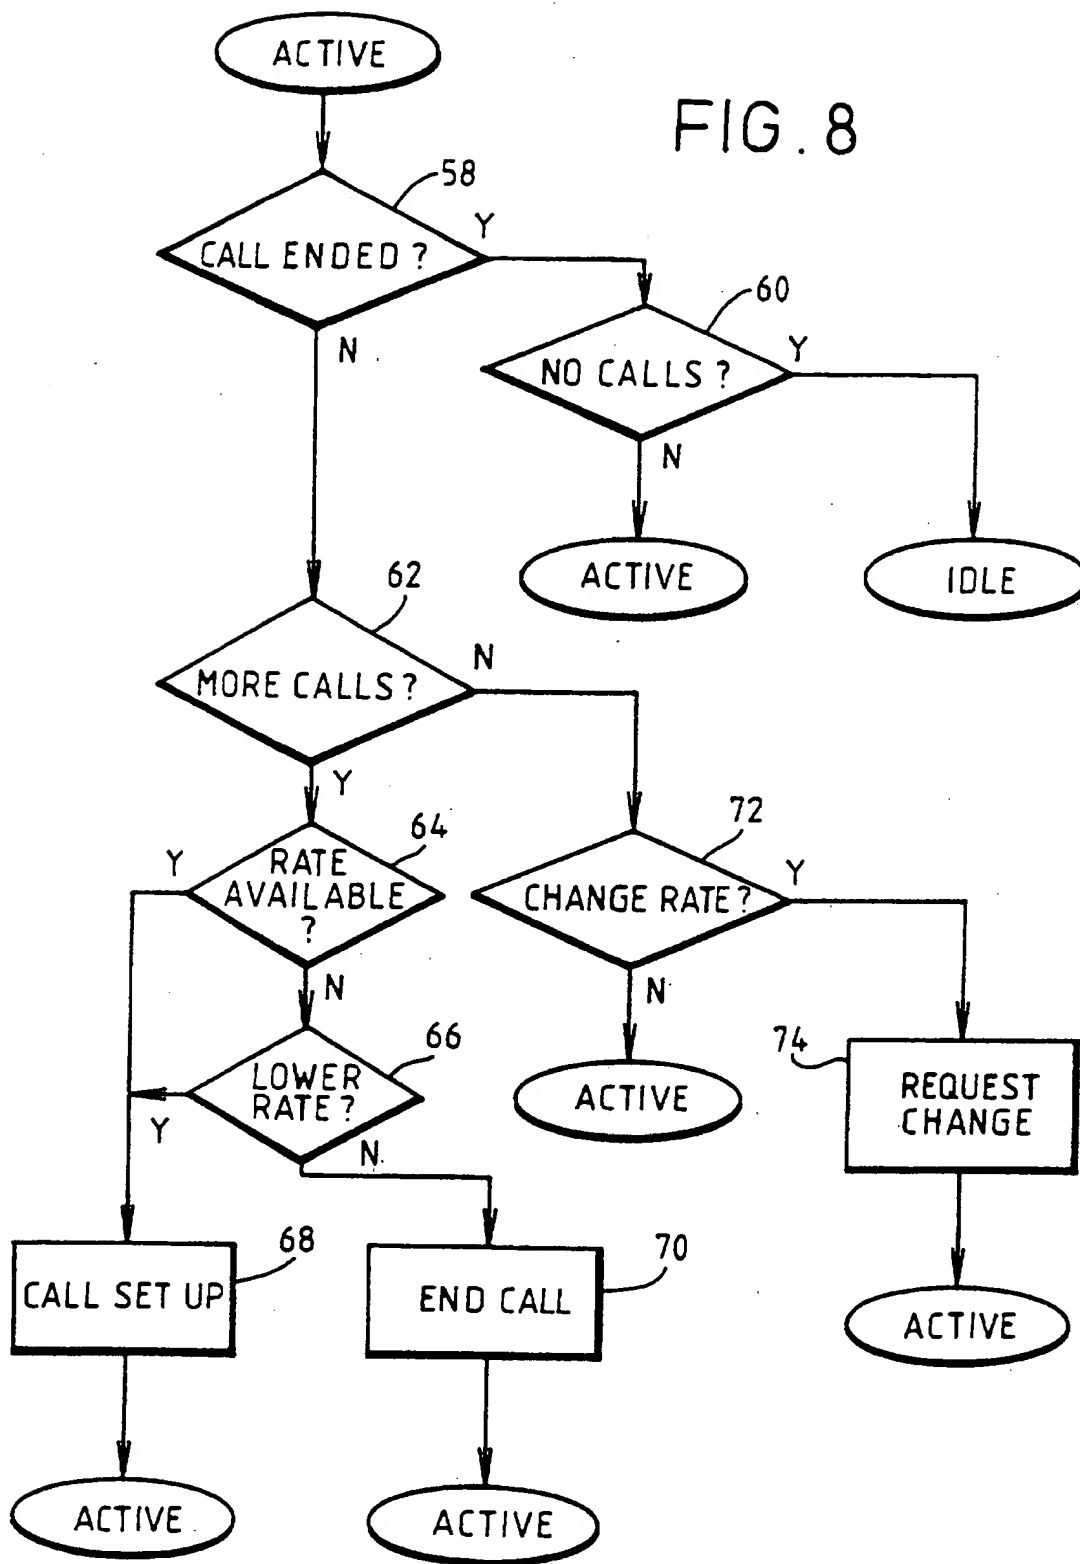 ACTIVE
FIG. 8
58
CALL ENDED ?
Y
N
60
NO CALLS ?
Y
N
ACTIVE
IDLE
62
MORE CALLS ?
N
Y
64
RATE
AVAILABLE
?
Y
N
72
CHANGE RATE ?
Y
N
66
LOWER
RATE ?
Y
N
ACTIVE
74
REQUEST
CHANGE
68
CALL SET UP
70
END CALL
ACTIVE
ACTIVE
ACTIVE